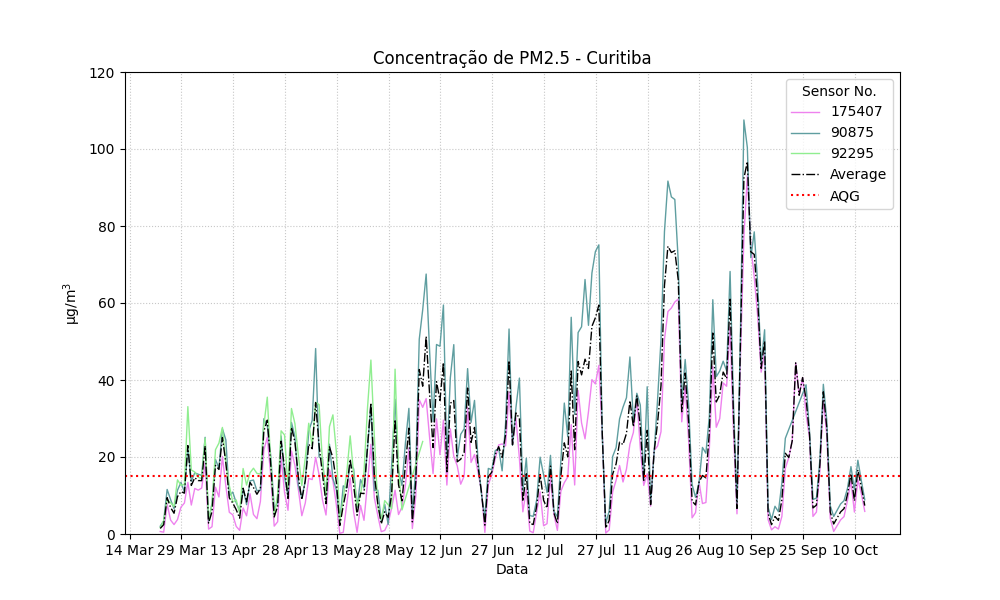 Concentração de PM2.5 - Curitiba
120
100
80
60
40
20
0
µg/m³
Sensor No.
175407
90875
92295
Average
AQG
14 Mar 29 Mar 13 Apr 28 Apr 13 May 28 May 12 Jun 27 Jun 12 Jul 27 Jul 11 Aug 26 Aug 10 Sep 25 Sep 10 Oct
Data